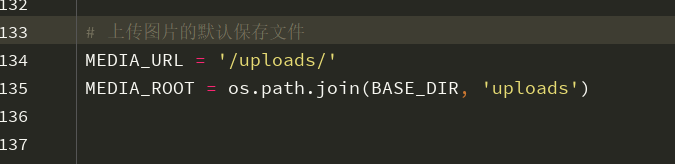 132
133 # 上传图片的默认保存文件
134 MEDIA_URL = '/uploads/'
135 MEDIA_ROOT = os.path.join(BASE_DIR, 'uploads')
136
137